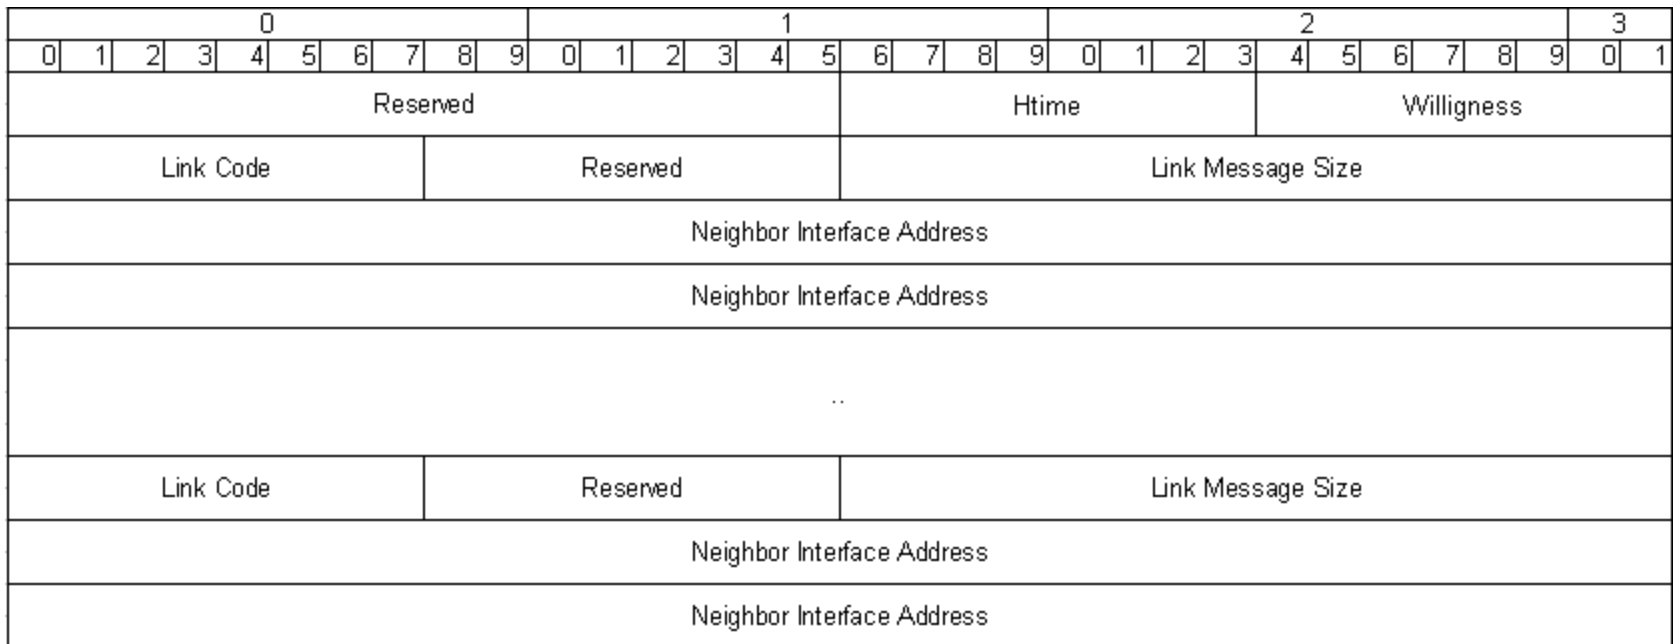 0 1 2 3
0 1 2 3 4 5 6 7 8 9 0 1 2 3 4 5 6 7 8 9 0 1 2 3 4 5 6 7 8 9 0 1
Reserved Htime Willigness
Link Code Reserved Link Message Size
Neighbor Interface Address
Neighbor Interface Address
..
Link Code Reserved Link Message Size
Neighbor Interface Address
Neighbor Interface Address